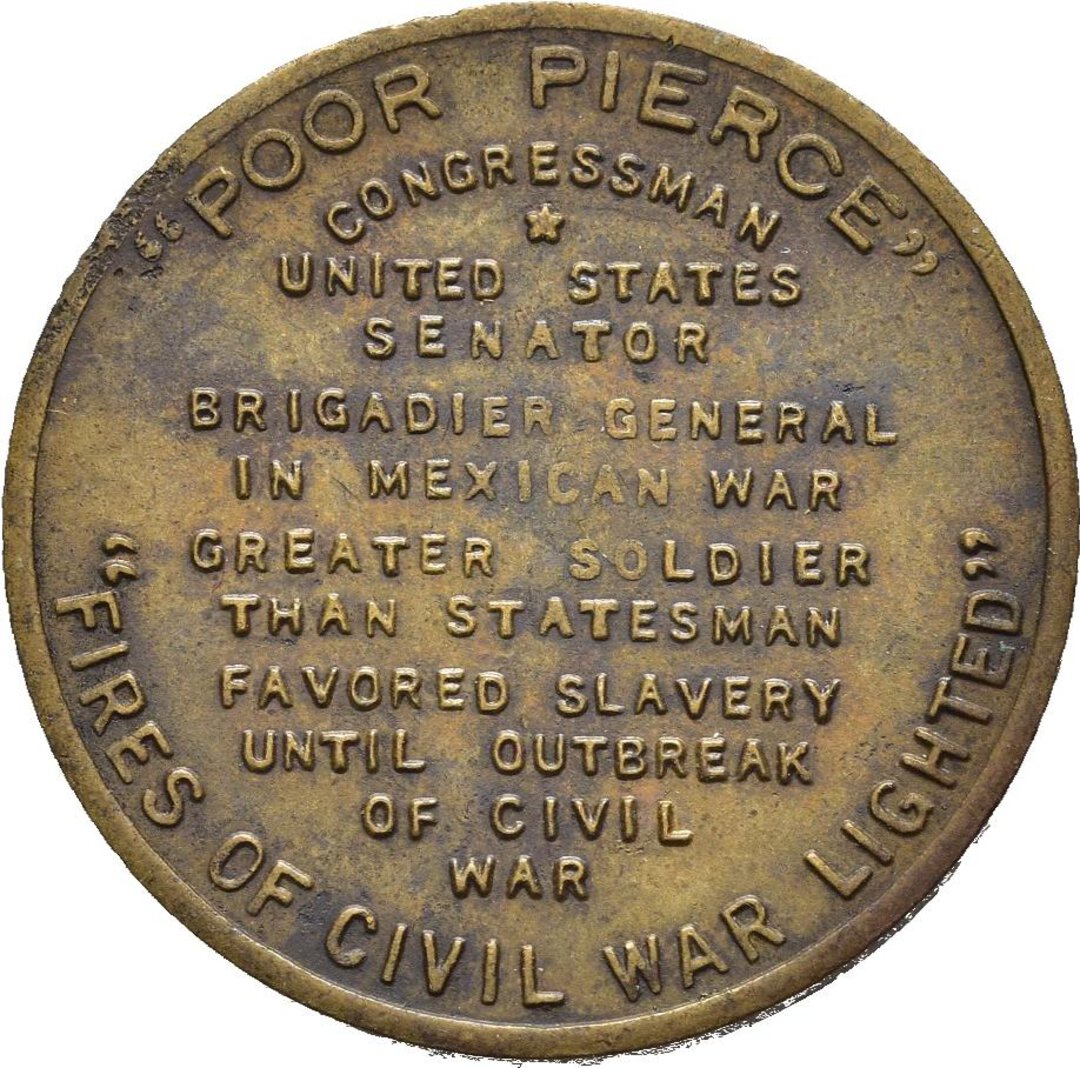 “POOR PIERCE”
CONGRESSMAN
UNITED STATES
SENATOR
BRIGADIER GENERAL
IN MEXICAN WAR
GREATER SOLDIER
THAN STATESMAN
FAVORED SLAVERY
UNTIL OUTBREAK
OF CIVIL
WAR
“FIRES OF CIVIL WAR LIGHTED”